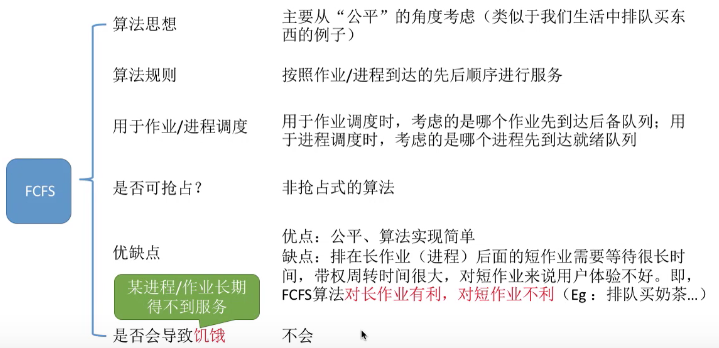 FCFS
算法思想
主要从“公平”的角度考虑（类似于我们生活中排队买东
西的例子）
算法规则
按照作业/进程到达的先后顺序进行服务
用于作业/进程调度
用于作业调度时，考虑的是哪个作业先到达后备队列；用
于进程调度时，考虑的是哪个进程先到达就绪队列
是否可抢占？
非抢占式的算法
优缺点
优点：公平、算法实现简单
缺点：排在长作业（进程）后面的短作业需要等待很长时
间，带权周转时间很大，对短作业来说用户体验不好。即，
FCFS算法对长作业有利，对短作业不利（Eg：排队买奶茶...）
某进程/作业长期
得不到服务
是否会导致饥饿
不会